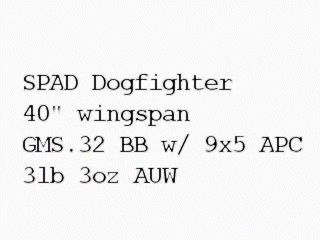 SPAD Dogfighter
40" wingspan
GMS.32 BB w/ 9x5 APC
3lb 3oz AUW